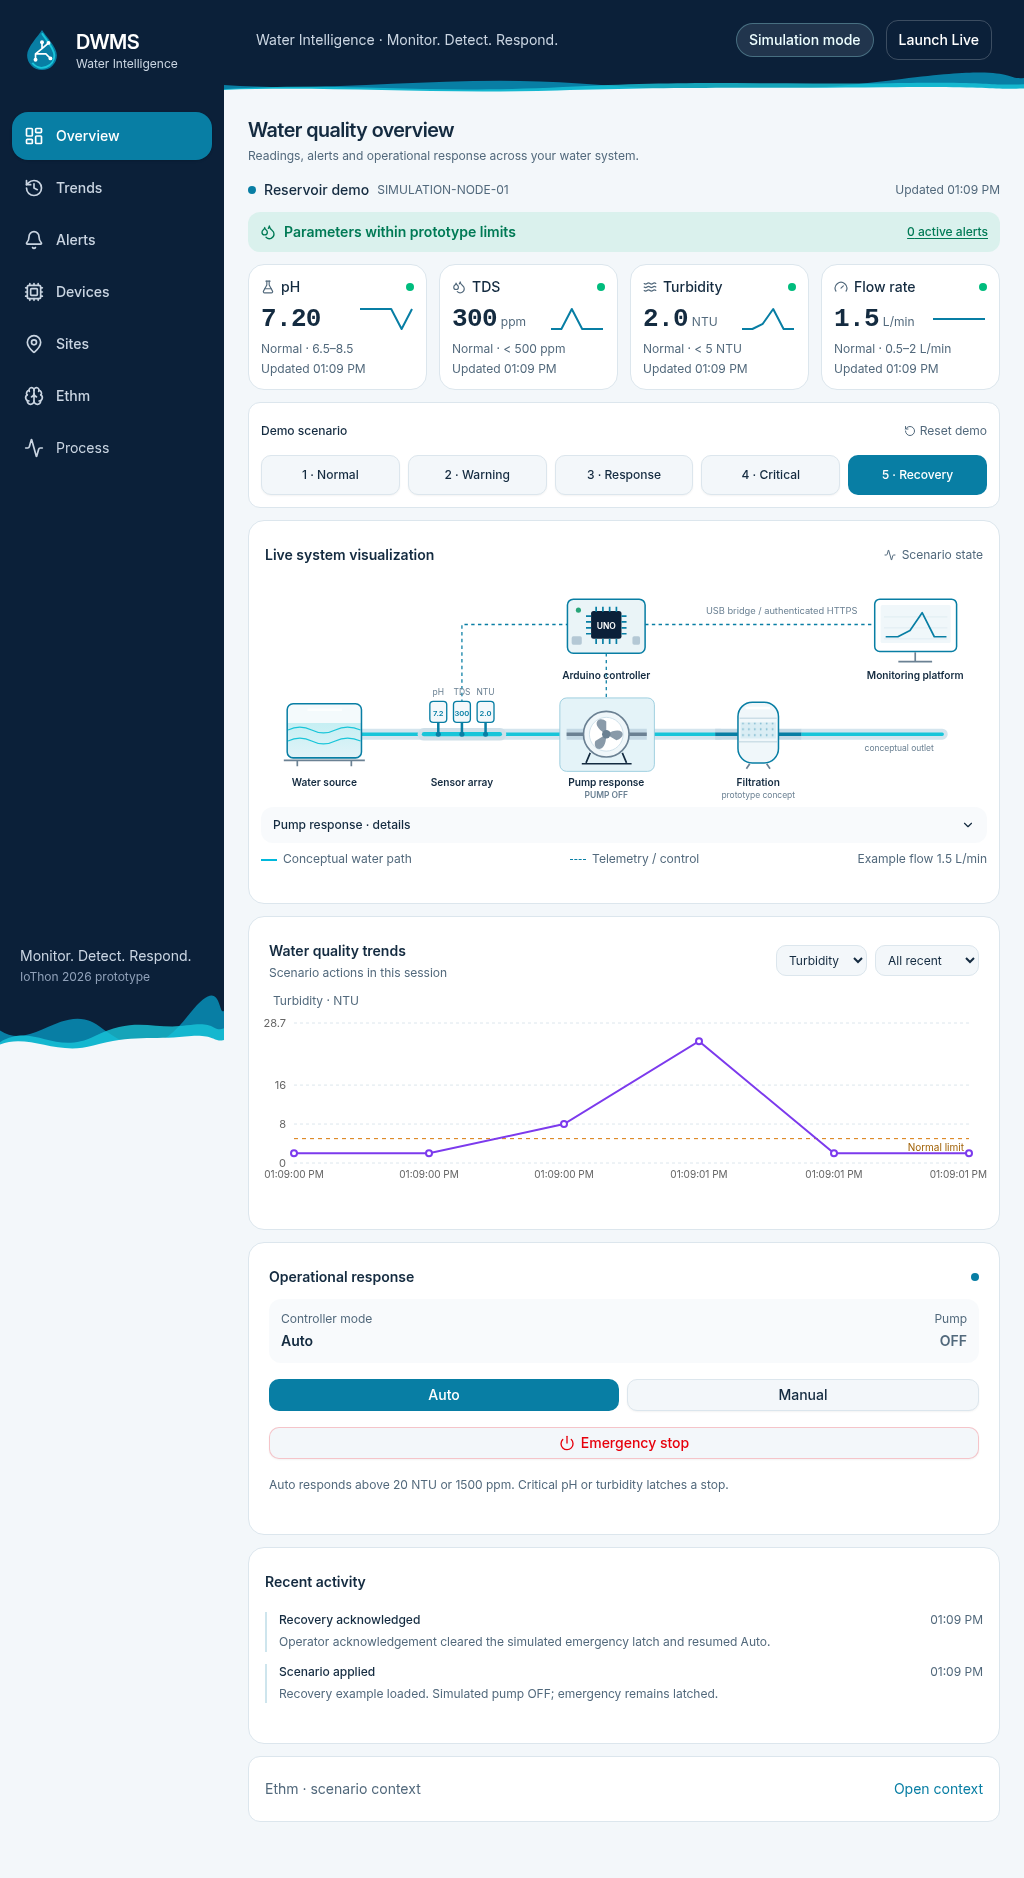 DWMS
Water Intelligence
Water Intelligence · Monitor. Detect. Respond.
Simulation mode
Launch Live
Overview
Trends
Alerts
Devices
Sites
Ethm
Process
Monitor. Detect. Respond.
IoThon 2026 prototype
Water quality overview
Readings, alerts and operational response across your water system.
Reservoir demo SIMULATION-NODE-01
Updated 01:09 PM
Parameters within prototype limits
0 active alerts
pH
7.20
Normal · 6.5–8.5
Updated 01:09 PM
TDS
300 ppm
Normal · < 500 ppm
Updated 01:09 PM
Turbidity
2.0 NTU
Normal · < 5 NTU
Updated 01:09 PM
Flow rate
1.5 L/min
Normal · 0.5–2 L/min
Updated 01:09 PM
Demo scenario
Reset demo
1 · Normal
2 · Warning
3 · Response
4 · Critical
5 · Recovery
Live system visualization
Scenario state
UNO
USB bridge / authenticated HTTPS
Arduino controller
Monitoring platform
pH TDS NTU
7.2 300 2.0
conceptual outlet
Water source
Sensor array
Pump response
PUMP OFF
Filtration
prototype concept
Pump response · details
Conceptual water path
Telemetry / control
Example flow 1.5 L/min
Water quality trends
Scenario actions in this session
Turbidity
All recent
Turbidity · NTU
28.7
16
8
0
Normal limit
01:09:00 PM
01:09:00 PM
01:09:00 PM
01:09:01 PM
01:09:01 PM
01:09:01 PM
Operational response
Controller mode
Auto
Pump
OFF
Auto
Manual
Emergency stop
Auto responds above 20 NTU or 1500 ppm. Critical pH or turbidity latches a stop.
Recent activity
Recovery acknowledged
01:09 PM
Operator acknowledgement cleared the simulated emergency latch and resumed Auto.
Scenario applied
01:09 PM
Recovery example loaded. Simulated pump OFF; emergency remains latched.
Ethm · scenario context
Open context